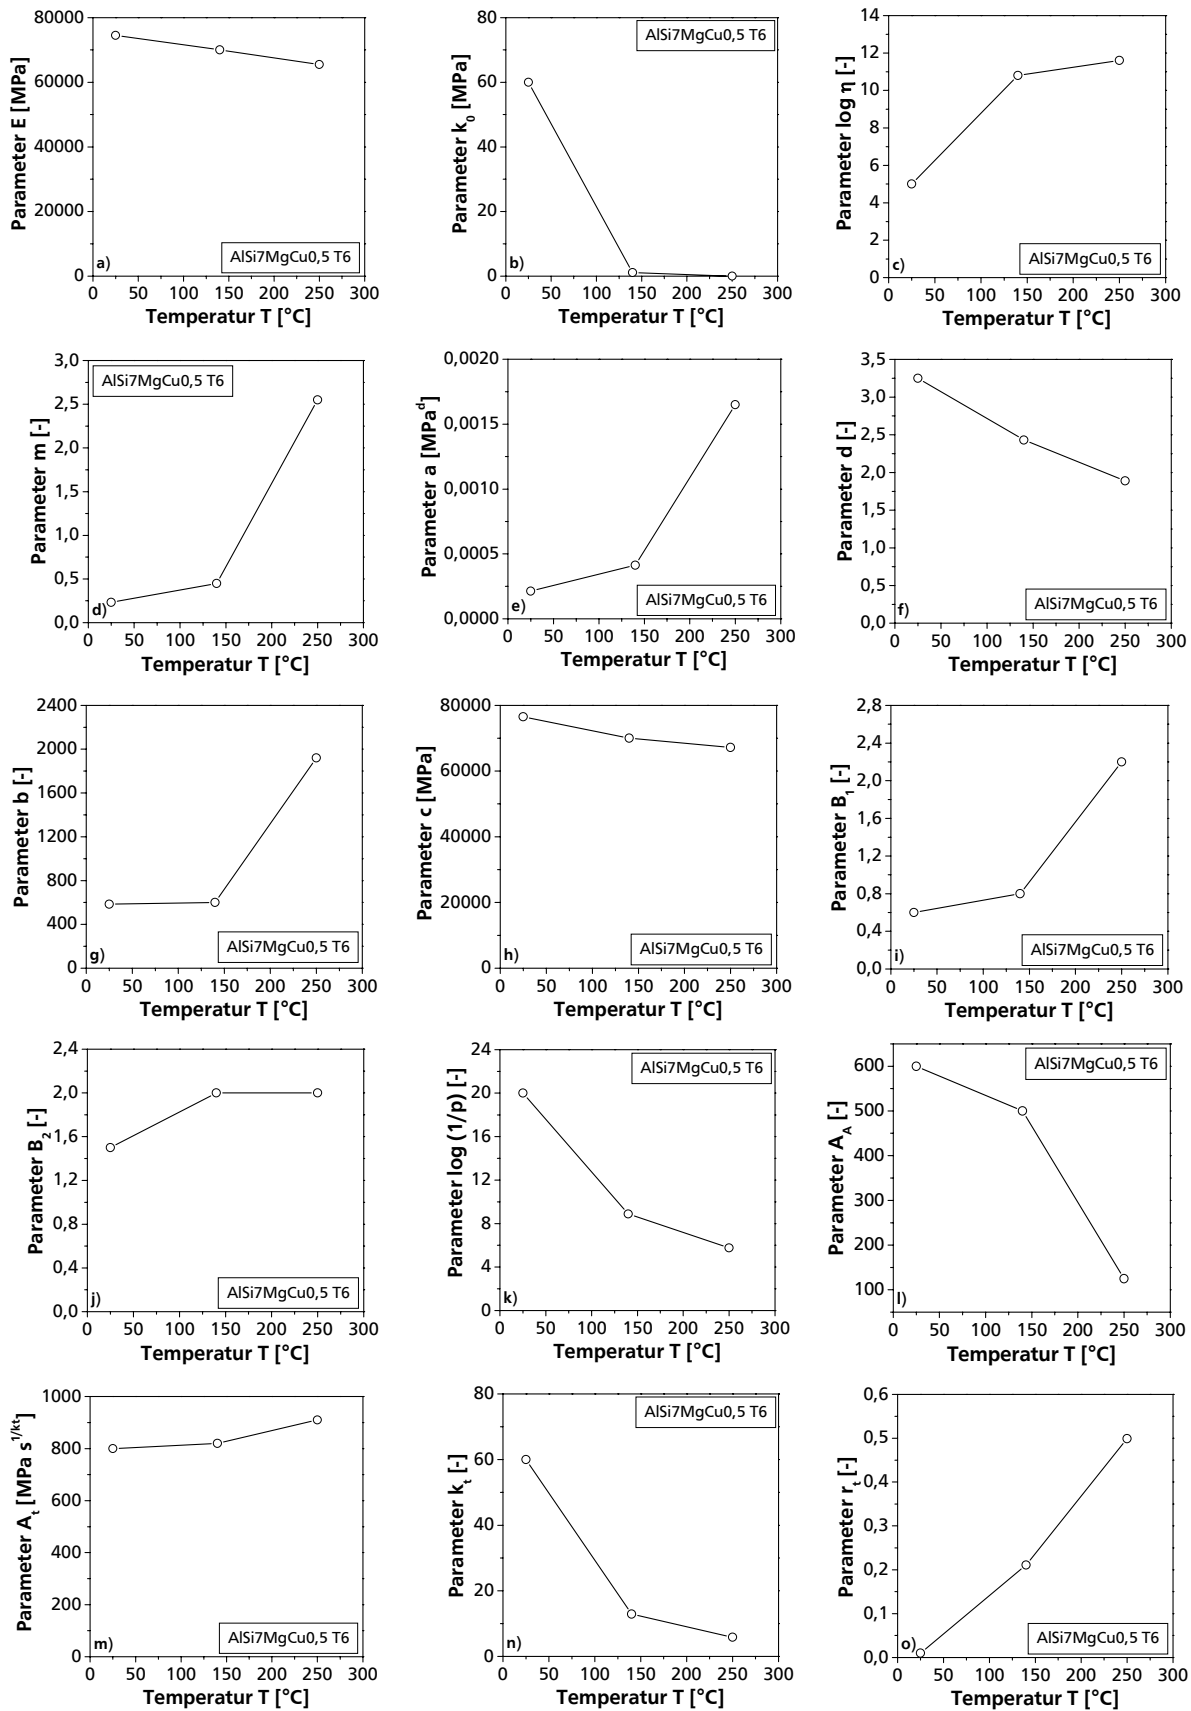 Parameter E [MPa]
80000
60000
40000
20000
0
a)
AlSi7MgCu0,5 T6
0 50 100 150 200 250 300
Temperatur T [°C]
Parameter k0 [MPa]
80
60
40
20
0
b)
AlSi7MgCu0,5 T6
0 50 100 150 200 250 300
Temperatur T [°C]
Parameter log η [-]
14
12
10
8
6
4
2
0
c)
AlSi7MgCu0,5 T6
0 50 100 150 200 250 300
Temperatur T [°C]
Parameter m [-]
3,0
2,5
2,0
1,5
1,0
0,5
0,0
d)
AlSi7MgCu0,5 T6
0 50 100 150 200 250 300
Temperatur T [°C]
Parameter a [MPa^d]
0,0020
0,0015
0,0010
0,0005
0,0000
e)
AlSi7MgCu0,5 T6
0 50 100 150 200 250 300
Temperatur T [°C]
Parameter d [-]
3,5
3,0
2,5
2,0
1,5
1,0
0,5
0,0
f)
AlSi7MgCu0,5 T6
0 50 100 150 200 250 300
Temperatur T [°C]
Parameter b [-]
2400
2000
1600
1200
800
400
0
g)
AlSi7MgCu0,5 T6
0 50 100 150 200 250 300
Temperatur T [°C]
Parameter c [MPa]
80000
60000
40000
20000
0
h)
AlSi7MgCu0,5 T6
0 50 100 150 200 250 300
Temperatur T [°C]
Parameter B1 [-]
2,8
2,4
2,0
1,6
1,2
0,8
0,4
0,0
i)
AlSi7MgCu0,5 T6
0 50 100 150 200 250 300
Temperatur T [°C]
Parameter B2 [-]
2,4
2,0
1,6
1,2
0,8
0,4
0,0
j)
AlSi7MgCu0,5 T6
0 50 100 150 200 250 300
Temperatur T [°C]
Parameter log (1/p) [-]
24
20
16
12
8
4
0
k)
AlSi7MgCu0,5 T6
0 50 100 150 200 250 300
Temperatur T [°C]
Parameter AA [-]
600
500
400
300
200
100
l)
AlSi7MgCu0,5 T6
0 50 100 150 200 250 300
Temperatur T [°C]
Parameter At [MPa s^1/kt]
1000
800
600
400
200
0
m)
AlSi7MgCu0,5 T6
0 50 100 150 200 250 300
Temperatur T [°C]
Parameter kt [-]
80
60
40
20
0
n)
AlSi7MgCu0,5 T6
0 50 100 150 200 250 300
Temperatur T [°C]
Parameter rt [-]
0,6
0,5
0,4
0,3
0,2
0,1
0,0
o)
AlSi7MgCu0,5 T6
0 50 100 150 200 250 300
Temperatur T [°C]